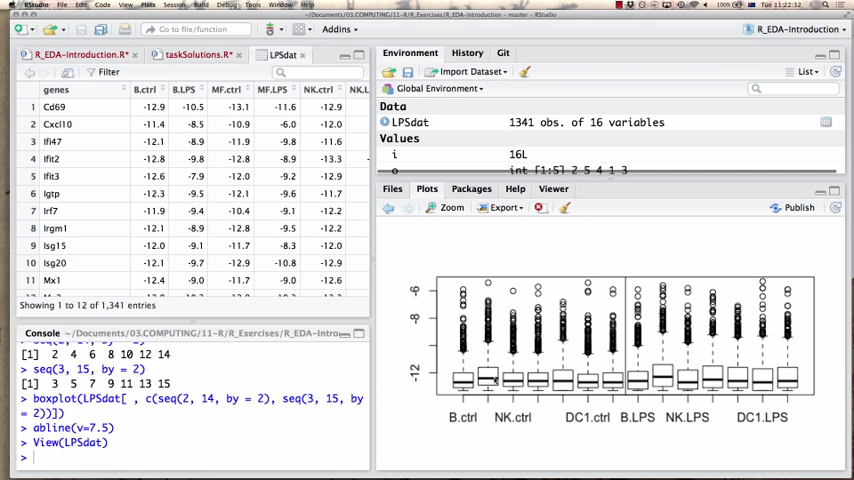 RStudio File Edit Code View Plots Session Build Debug Tools Window Help
100% Tue 11:22:32
~/Documents/03.COMPUTING/11-R/R_Exercises/R_EDA-Introduction - master - RStudio
Go to file/function Addins R_EDA-Introduction
R_EDA-Introduction.R* taskSolutions.R* LPSdat
Filter
genes B.ctrl B.LPS MF.ctrl MF.LPS NK.ctrl NK.L
1 Cd69 -12.9 -10.5 -13.1 -11.6 -12.9
2 Cxcl10 -11.4 -8.5 -10.9 -6.0 -12.0
3 Ifi47 -12.1 -8.9 -11.9 -9.8 -11.6
4 Ifit2 -12.8 -9.8 -12.8 -8.9 -13.3
5 Ifit3 -12.6 -7.9 -12.0 -9.2 -12.1
6 Igtp -12.3 -9.5 -12.1 -9.6 -11.7
7 Irf7 -11.9 -9.4 -10.4 -9.1 -12.2
8 Irgm1 -12.1 -8.9 -12.8 -9.5 -12.2
9 Isg15 -12.0 -9.1 -11.7 -8.3 -12.0
10 Isg20 -12.1 -9.7 -12.9 -10.8 -12.9
11 Mx1 -12.4 -9.0 -11.7 -9.0 -12.6
Showing 1 to 12 of 1,341 entries
Console ~/Documents/03.COMPUTING/11-R/R_Exercises/R_EDA-Intro
[1] 2 4 6 8 10 12 14
> seq(3, 15, by = 2)
[1] 3 5 7 9 11 13 15
> boxplot(LPSdat[ , c(seq(2, 14, by = 2), seq(3, 15, by
= 2))])
> abline(v=7.5)
> View(LPSdat)
>
Environment History Git
Import Dataset List
Global Environment
Data
LPSdat 1341 obs. of 16 variables
Values
i 16L
o int [1:5] 2 5 4 1 3
Files Plots Packages Help Viewer
Zoom Export Publish
-6
-8
-12
B.ctrl NK.ctrl DC1.ctrl B.LPS NK.LPS DC1.LPS